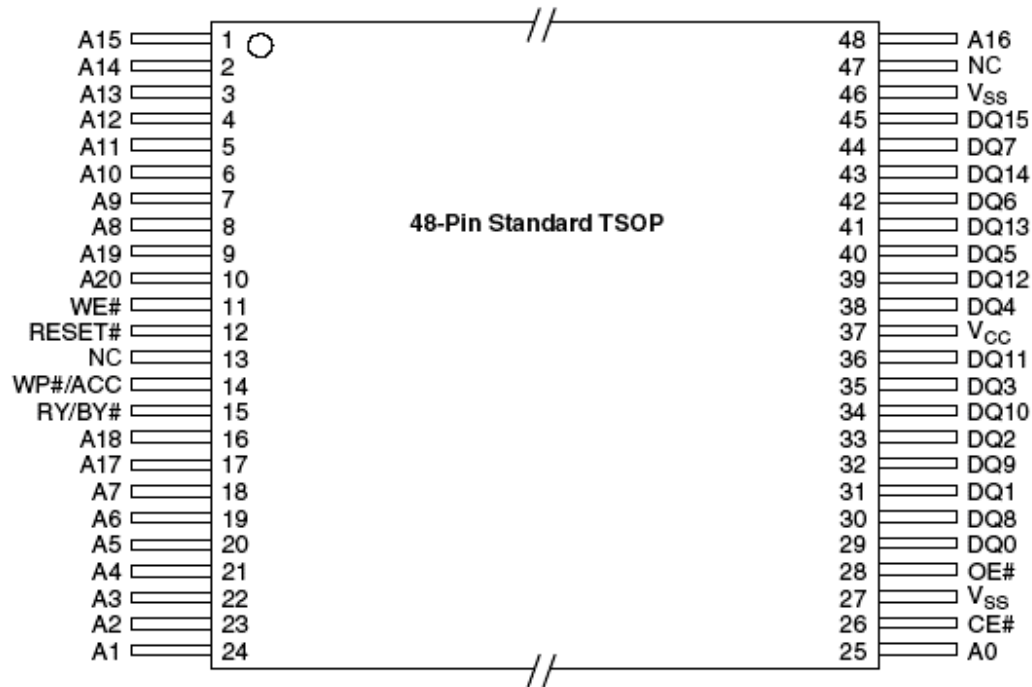 A15 1 48 A16
A14 2 47 NC
A13 3 46 VSS
A12 4 45 DQ15
A11 5 44 DQ7
A10 6 43 DQ14
A9 7 42 DQ6
A8 8 48-Pin Standard TSOP 41 DQ13
A19 9 40 DQ5
A20 10 39 DQ12
WE# 11 38 DQ4
RESET# 12 37 VCC
NC 13 36 DQ11
WP#/ACC 14 35 DQ3
RY/BY# 15 34 DQ10
A18 16 33 DQ2
A17 17 32 DQ9
A7 18 31 DQ1
A6 19 30 DQ8
A5 20 29 DQ0
A4 21 28 OE#
A3 22 27 VSS
A2 23 26 CE#
A1 24 25 A0